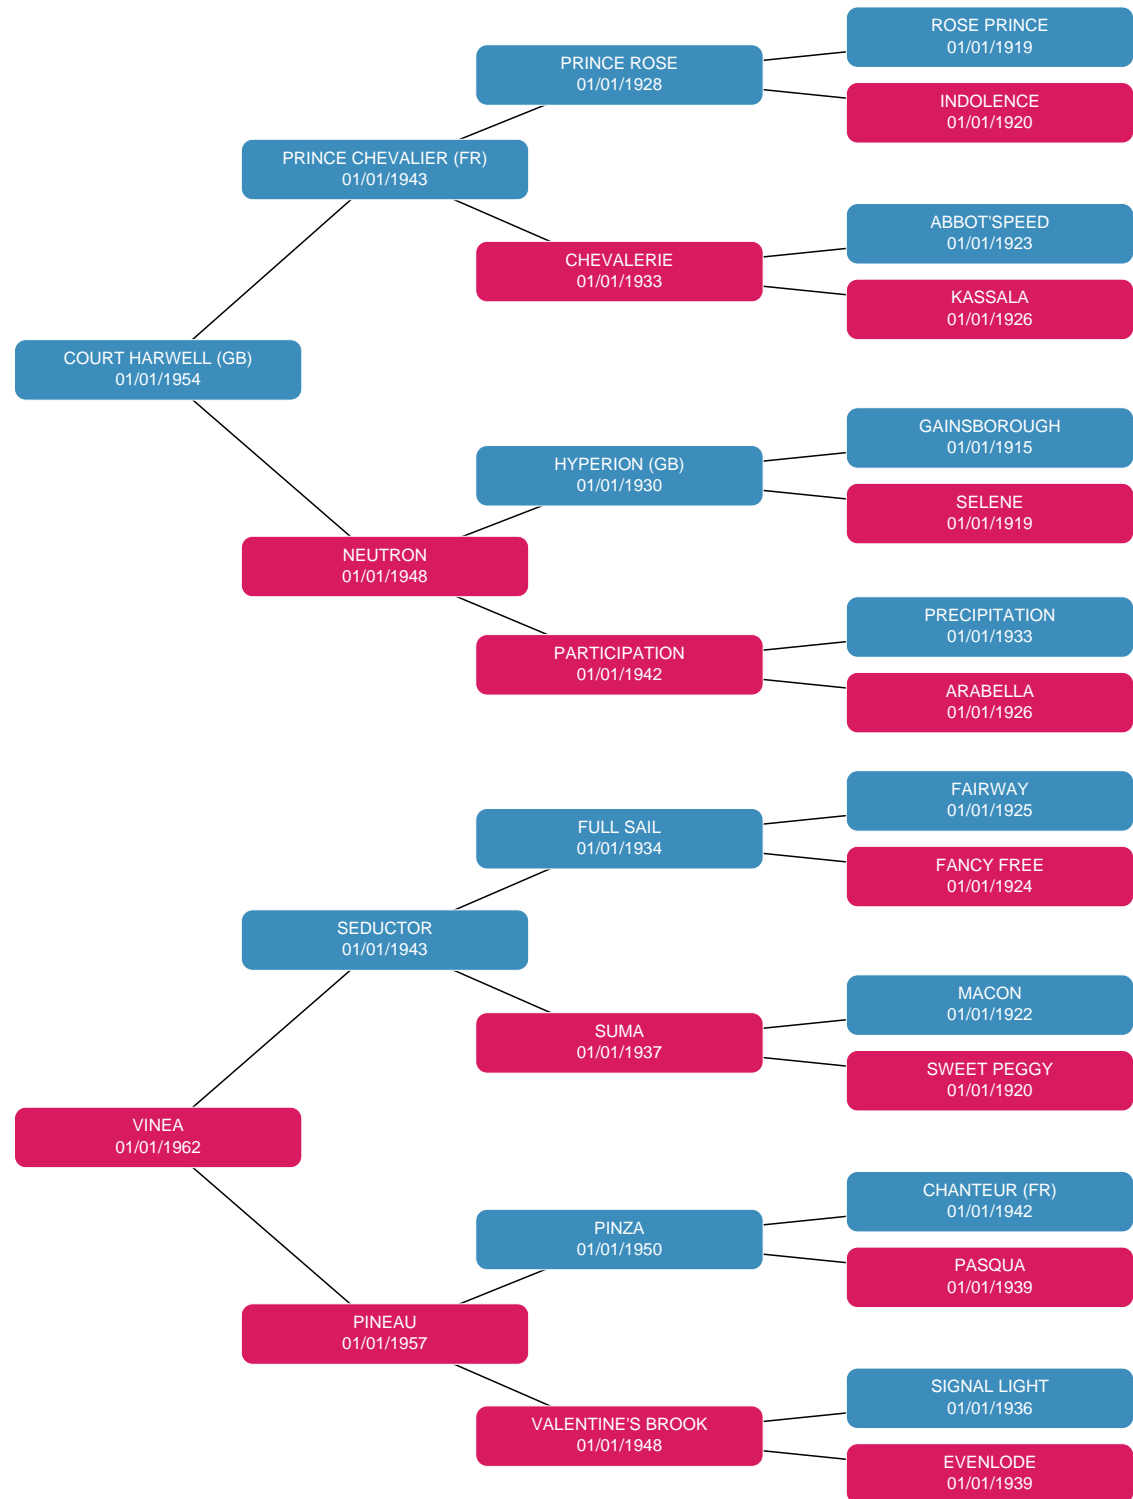 ROSE PRINCE
01/01/1919
PRINCE ROSE
01/01/1928
INDOLENCE
01/01/1920
PRINCE CHEVALIER (FR)
01/01/1943
ABBOT'SPEED
01/01/1923
CHEVALERIE
01/01/1933
KASSALA
01/01/1926
COURT HARWELL (GB)
01/01/1954
GAINSBOROUGH
01/01/1915
HYPERION (GB)
01/01/1930
SELENE
01/01/1919
NEUTRON
01/01/1948
PRECIPITATION
01/01/1933
PARTICIPATION
01/01/1942
ARABELLA
01/01/1926
FAIRWAY
01/01/1925
FULL SAIL
01/01/1934
FANCY FREE
01/01/1924
SEDUCTOR
01/01/1943
MACON
01/01/1922
SUMA
01/01/1937
SWEET PEGGY
01/01/1920
VINEA
01/01/1962
CHANTEUR (FR)
01/01/1942
PINZA
01/01/1950
PASQUA
01/01/1939
PINEAU
01/01/1957
SIGNAL LIGHT
01/01/1936
VALENTINE'S BROOK
01/01/1948
EVENLODE
01/01/1939